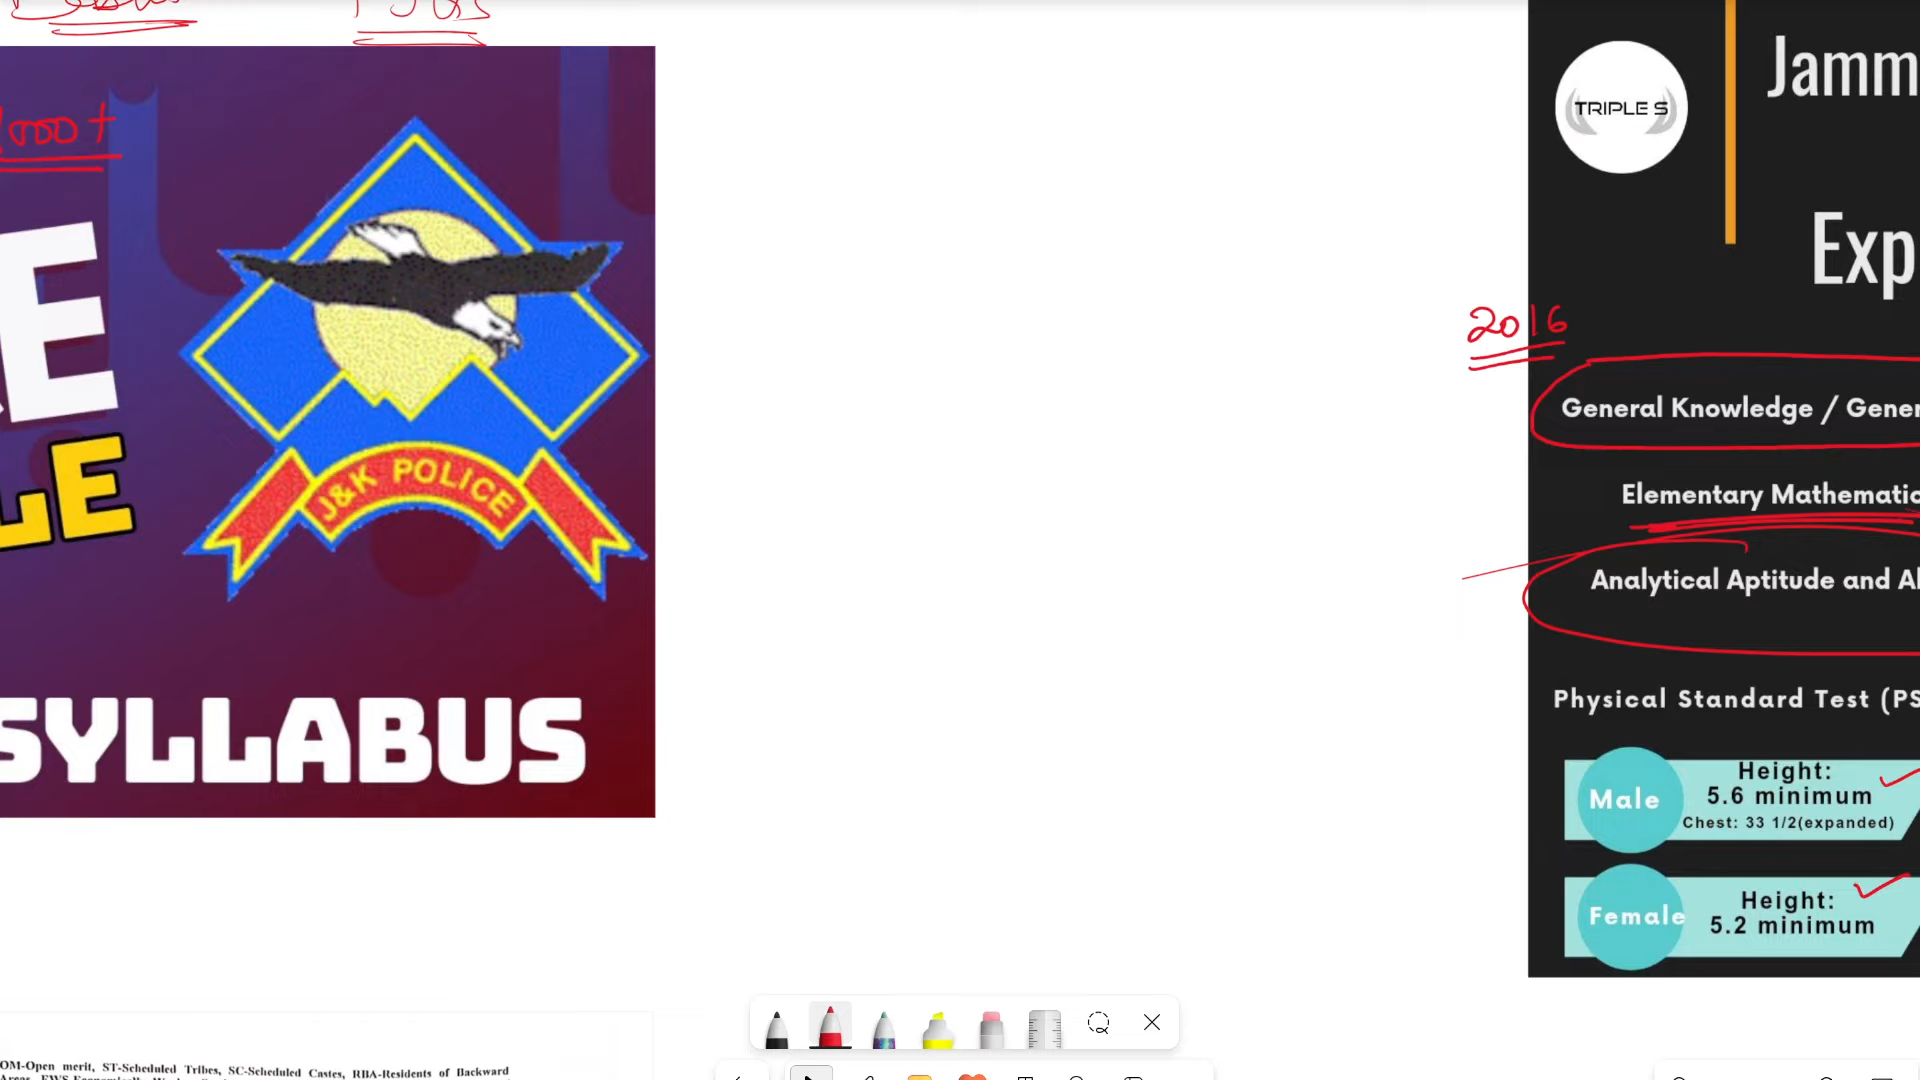 000+
E
LE
J&K POLICE
SYLLABUS
OM-Open merit, ST-Scheduled Tribes, SC-Scheduled Castes, RBA-Residents of Backward
TRIPLE S
Jamm
Exp
2016
General Knowledge / Gener
Elementary Mathematic
Analytical Aptitude and Al
Physical Standard Test (PS
Male
Height:
5.6 minimum
Chest: 33 1/2(expanded)
Female
Height:
5.2 minimum